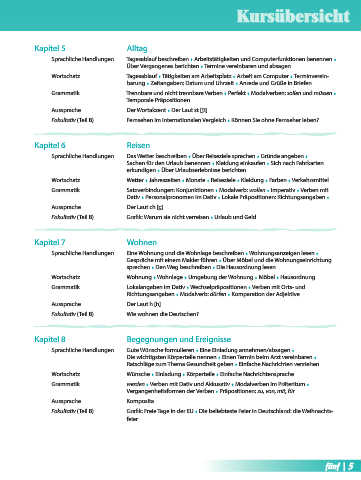 Kursübersicht
Kapitel 5 Alltag
Sprachliche Handlungen Tagesablauf beschreiben • Arbeitstätigkeiten und Computerfunktionen benennen •
Über Vergangenes berichten • Termine vereinbaren und absagen
Wortschatz Tagesablauf • Tätigkeiten am Arbeitsplatz • Arbeit am Computer • Terminverein-
barung • Zeitangaben: Datum und Uhrzeit • Anrede und Grüße in Briefen
Grammatik Trennbare und nicht trennbare Verben • Perfekt • Modalverben: sollen und müssen •
Temporale Präpositionen
Aussprache Der Wortakzent • Der Laut st [ʃt]
Fakultativ (Teil B) Fernsehen im internationalen Vergleich • Können Sie ohne Fernseher leben?
Kapitel 6 Reisen
Sprachliche Handlungen Das Wetter beschreiben • Über Reiseziele sprechen • Gründe angeben •
Sachen für den Urlaub benennen • Kleidung einkaufen • Sich nach Fahrkarten
erkundigen • Über Urlaubserlebnisse berichten
Wortschatz Wetter • Jahreszeiten • Monate • Reiseziele • Kleidung • Farben • Verkehrsmittel
Grammatik Satzverbindungen: Konjunktionen • Modalverb: wollen • Imperativ • Verben mit
Dativ • Personalpronomen im Dativ • Lokale Präpositionen: Richtungsangaben •
Aussprache Der Laut ch [ç]
Fakultativ (Teil B) Grafik: Warum sie nicht verreisen • Urlaub und Geld
Kapitel 7 Wohnen
Sprachliche Handlungen Eine Wohnung und die Wohnlage beschreiben • Wohnungsanzeigen lesen •
Gespräche mit einem Makler führen • Über Möbel und die Wohnungseinrichtung
sprechen • Den Weg beschreiben • Die Hausordnung lesen
Wortschatz Wohnung • Wohnlage • Umgebung der Wohnung • Möbel • Hausordnung
Grammatik Lokalangaben im Dativ • Wechselpräpositionen • Verben mit Orts- und
Richtungsangaben • Modalverb: dürfen • Komparation der Adjektive
Aussprache Der Laut h [h]
Fakultativ (Teil B) Wie wohnen die Deutschen?
Kapitel 8 Begegnungen und Ereignisse
Sprachliche Handlungen Gute Wünsche formulieren • Eine Einladung annehmen/absagen •
Die wichtigsten Körperteile nennen • Einen Termin beim Arzt vereinbaren •
Ratschläge zum Thema Gesundheit geben • Einfache Nachrichten verstehen
Wortschatz Wünsche • Einladung • Körperteile • Einfache Nachrichtensprache
Grammatik werden • Verben mit Dativ und Akkusativ • Modalverben im Präteritum •
Vergangenheitsformen der Verben • Präpositionen: zu, von, mit, für
Aussprache Komposita
Fakultativ (Teil B) Grafik: Freie Tage in der EU • Die beliebteste Feier in Deutschland: die Weihnachts-
feier
fünf | 5